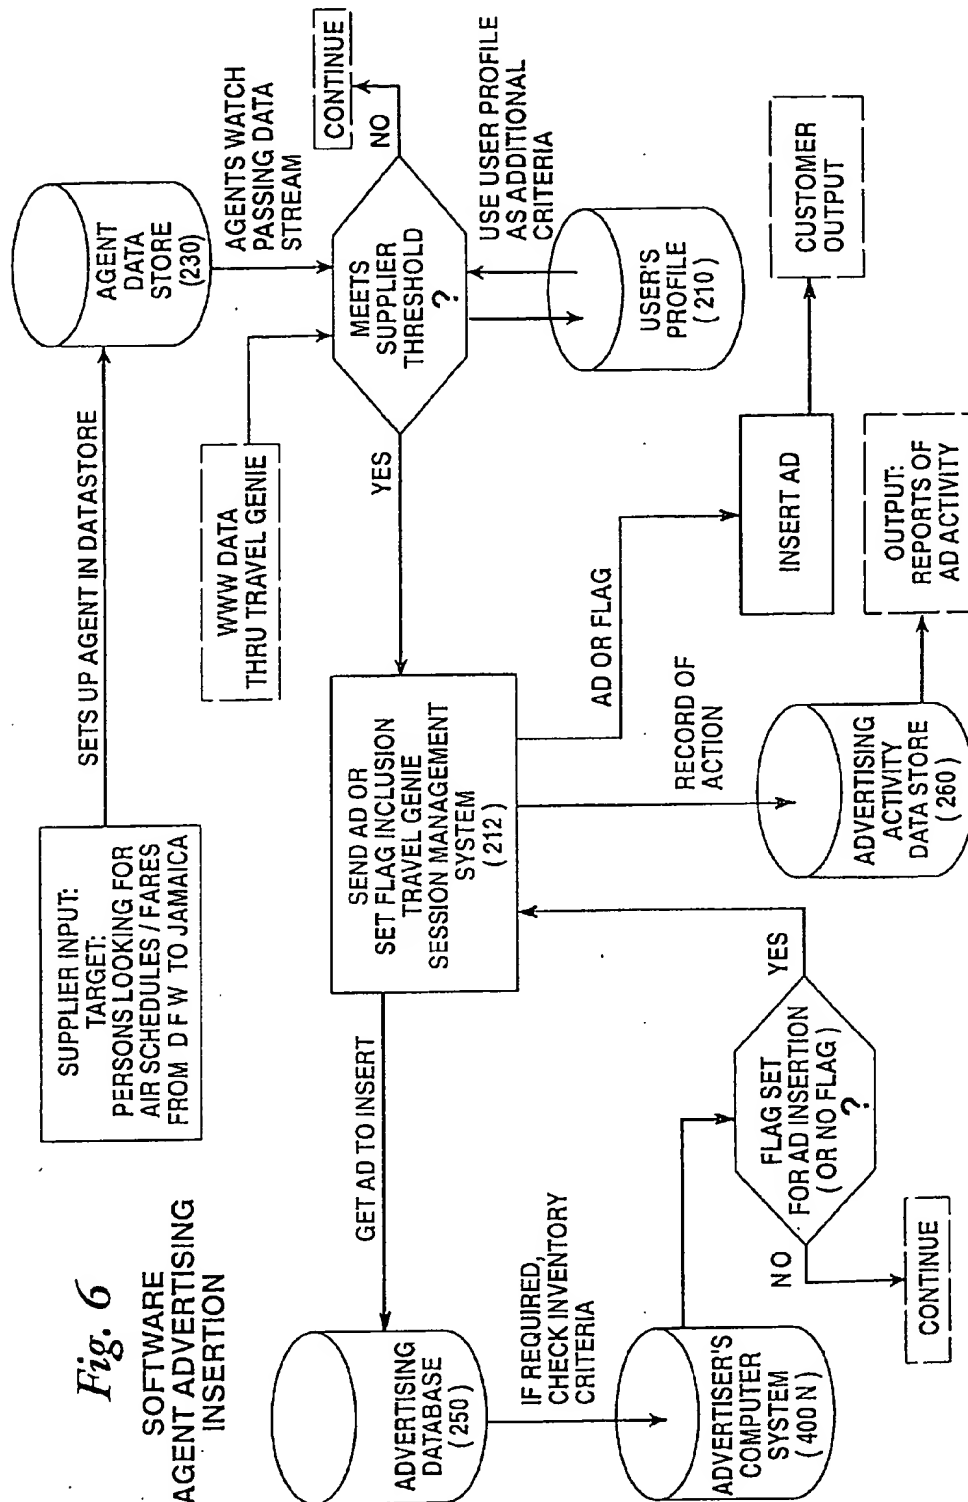 Fig. 6
SOFTWARE
AGENT ADVERTISING
INSERTION
SUPPLIER INPUT:
TARGET:
PERSONS LOOKING FOR
AIR SCHEDULES / FARES
FROM D F W TO JAMAICA
SETS UP AGENT IN DATASTORE
AGENT
DATA
STORE
(230)
AGENTS WATCH
PASSING DATA
STREAM
WWW DATA
THRU TRAVEL GENIE
MEETS
SUPPLIER
THRESHOLD
?
NO
CONTINUE
USE USER PROFILE
AS ADDITIONAL
CRITERIA
USER'S
PROFILE
( 210 )
YES
SEND AD OR
SET FLAG INCLUSION
TRAVEL GENIE
SESSION MANAGEMENT
SYSTEM
( 212 )
GET AD TO INSERT
ADVERTISING
DATABASE
( 250 )
IF REQUIRED,
CHECK INVENTORY
CRITERIA
ADVERTISER'S
COMPUTER
SYSTEM
( 400 N )
FLAG SET
FOR AD INSERTION
( OR NO FLAG )
?
NO
CONTINUE
YES
RECORD OF
ACTION
ADVERTISING
ACTIVITY
DATA STORE
( 260 )
OUTPUT:
REPORTS OF
AD ACTIVITY
AD OR FLAG
INSERT AD
CUSTOMER
OUTPUT